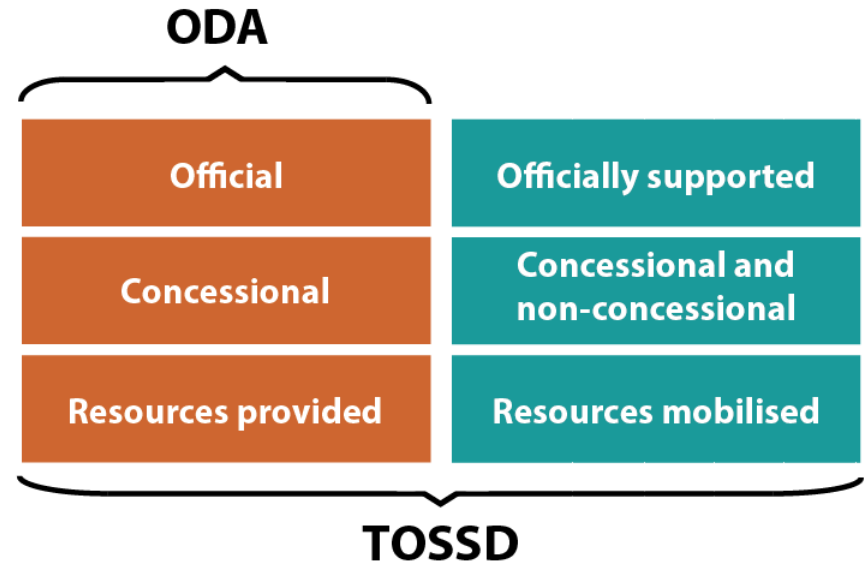 ODA
Official
Officially supported
Concessional
Concessional and
non-concessional
Resources provided
Resources mobilised
TOSSD